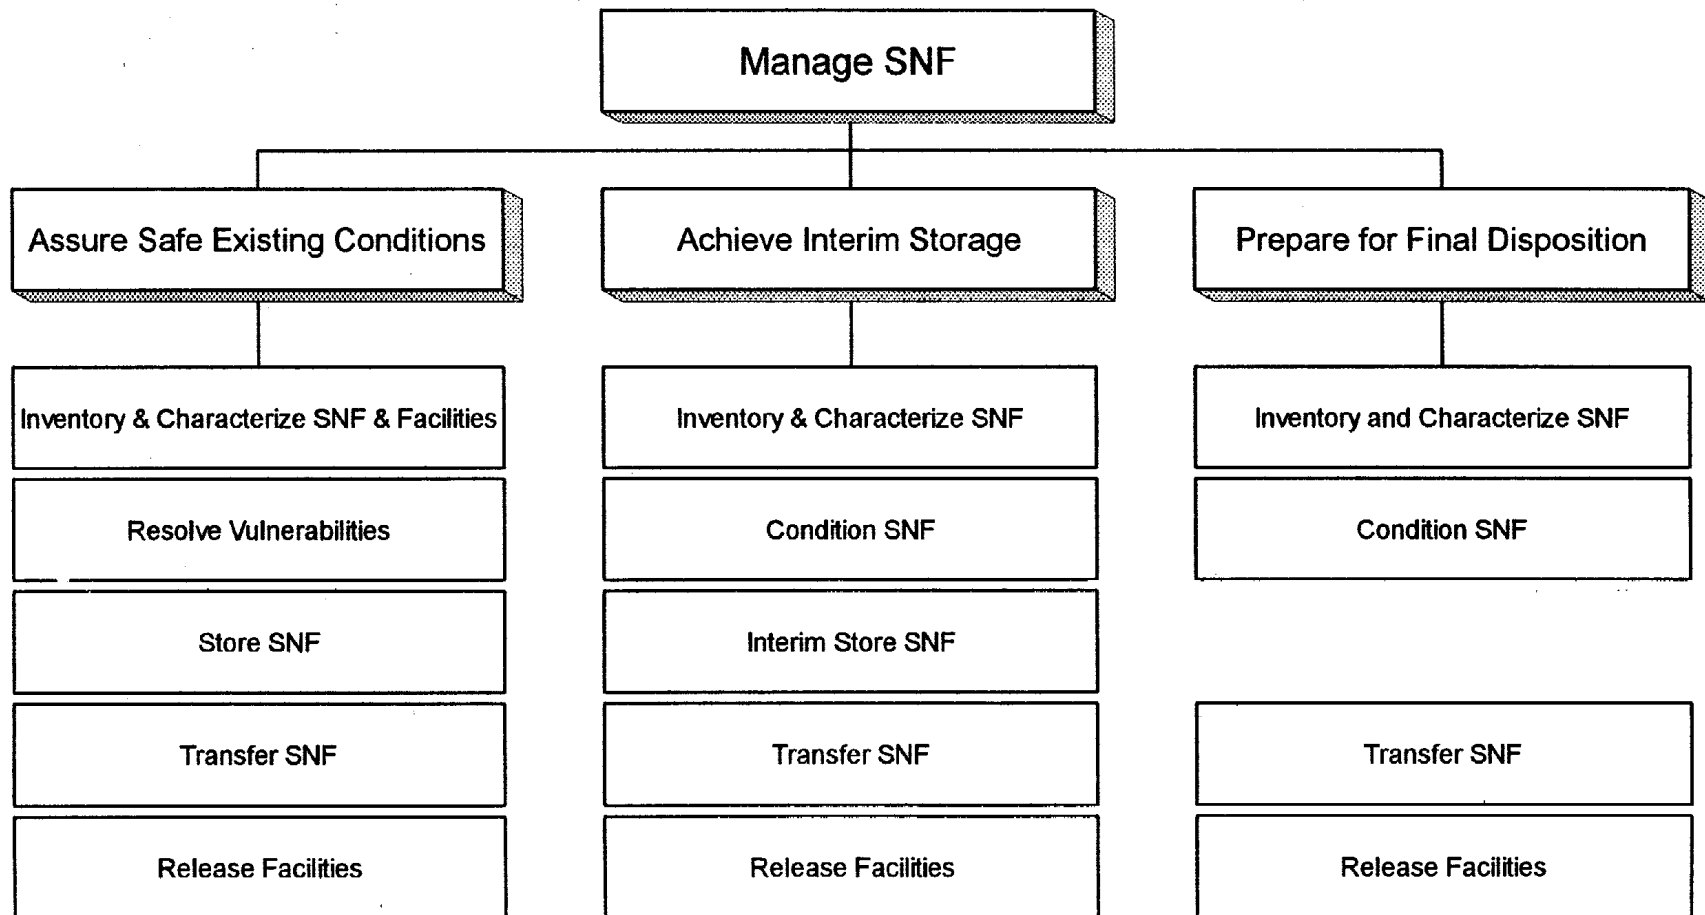 Manage SNF
Assure Safe Existing Conditions
Achieve Interim Storage
Prepare for Final Disposition
Inventory & Characterize SNF & Facilities
Inventory & Characterize SNF
Inventory and Characterize SNF
Resolve Vulnerabilities
Condition SNF
Condition SNF
Store SNF
Interim Store SNF
Transfer SNF
Transfer SNF
Transfer SNF
Release Facilities
Release Facilities
Release Facilities